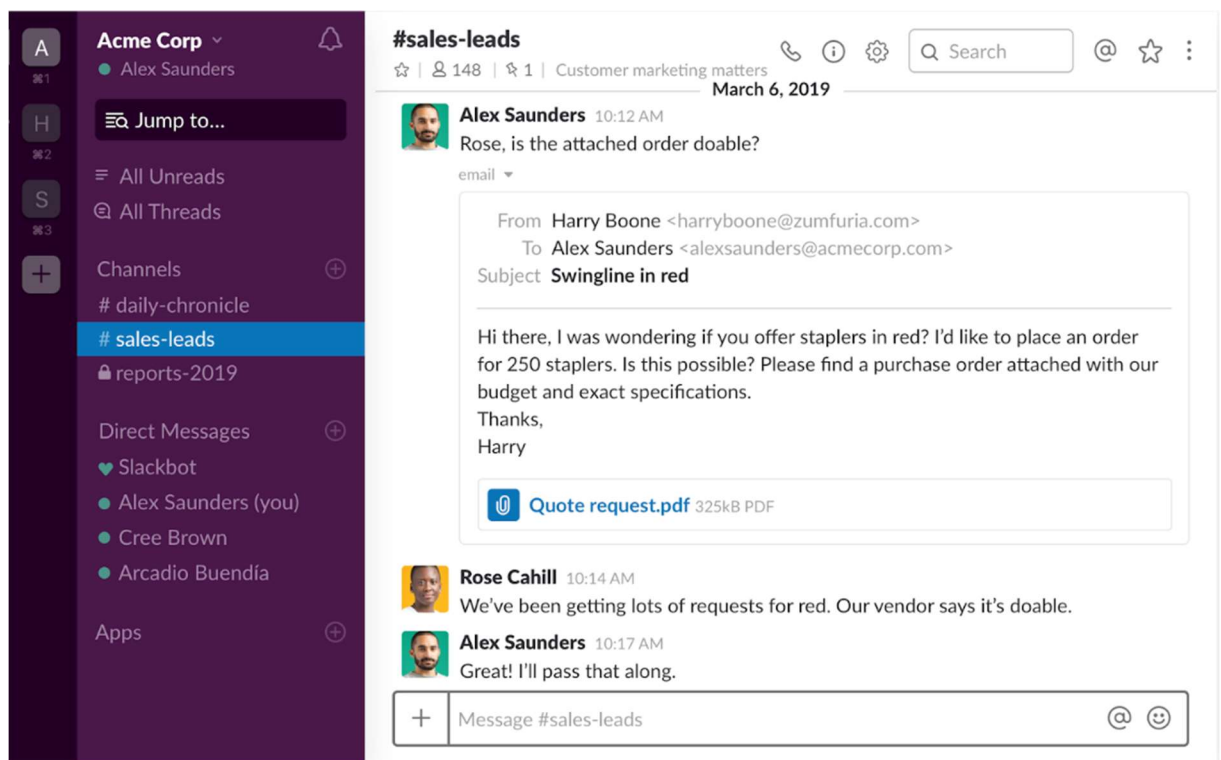 A
⌘1
H
⌘2
S
⌘3
+
Acme Corp
Alex Saunders
Jump to...
All Unreads
All Threads
Channels
# daily-chronicle
# sales-leads
reports-2019
Direct Messages
Slackbot
Alex Saunders (you)
Cree Brown
Arcadio Buendía
Apps
#sales-leads
148 | 1 | Customer marketing matters
Search
March 6, 2019
Alex Saunders 10:12 AM
Rose, is the attached order doable?
email
From Harry Boone <harryboone@zumfuria.com>
To Alex Saunders <alexsaunders@acmecorp.com>
Subject Swingline in red
Hi there, I was wondering if you offer staplers in red? I'd like to place an order
for 250 staplers. Is this possible? Please find a purchase order attached with our
budget and exact specifications.
Thanks,
Harry
Quote request.pdf 325kB PDF
Rose Cahill 10:14 AM
We've been getting lots of requests for red. Our vendor says it's doable.
Alex Saunders 10:17 AM
Great! I'll pass that along.
+ Message #sales-leads @